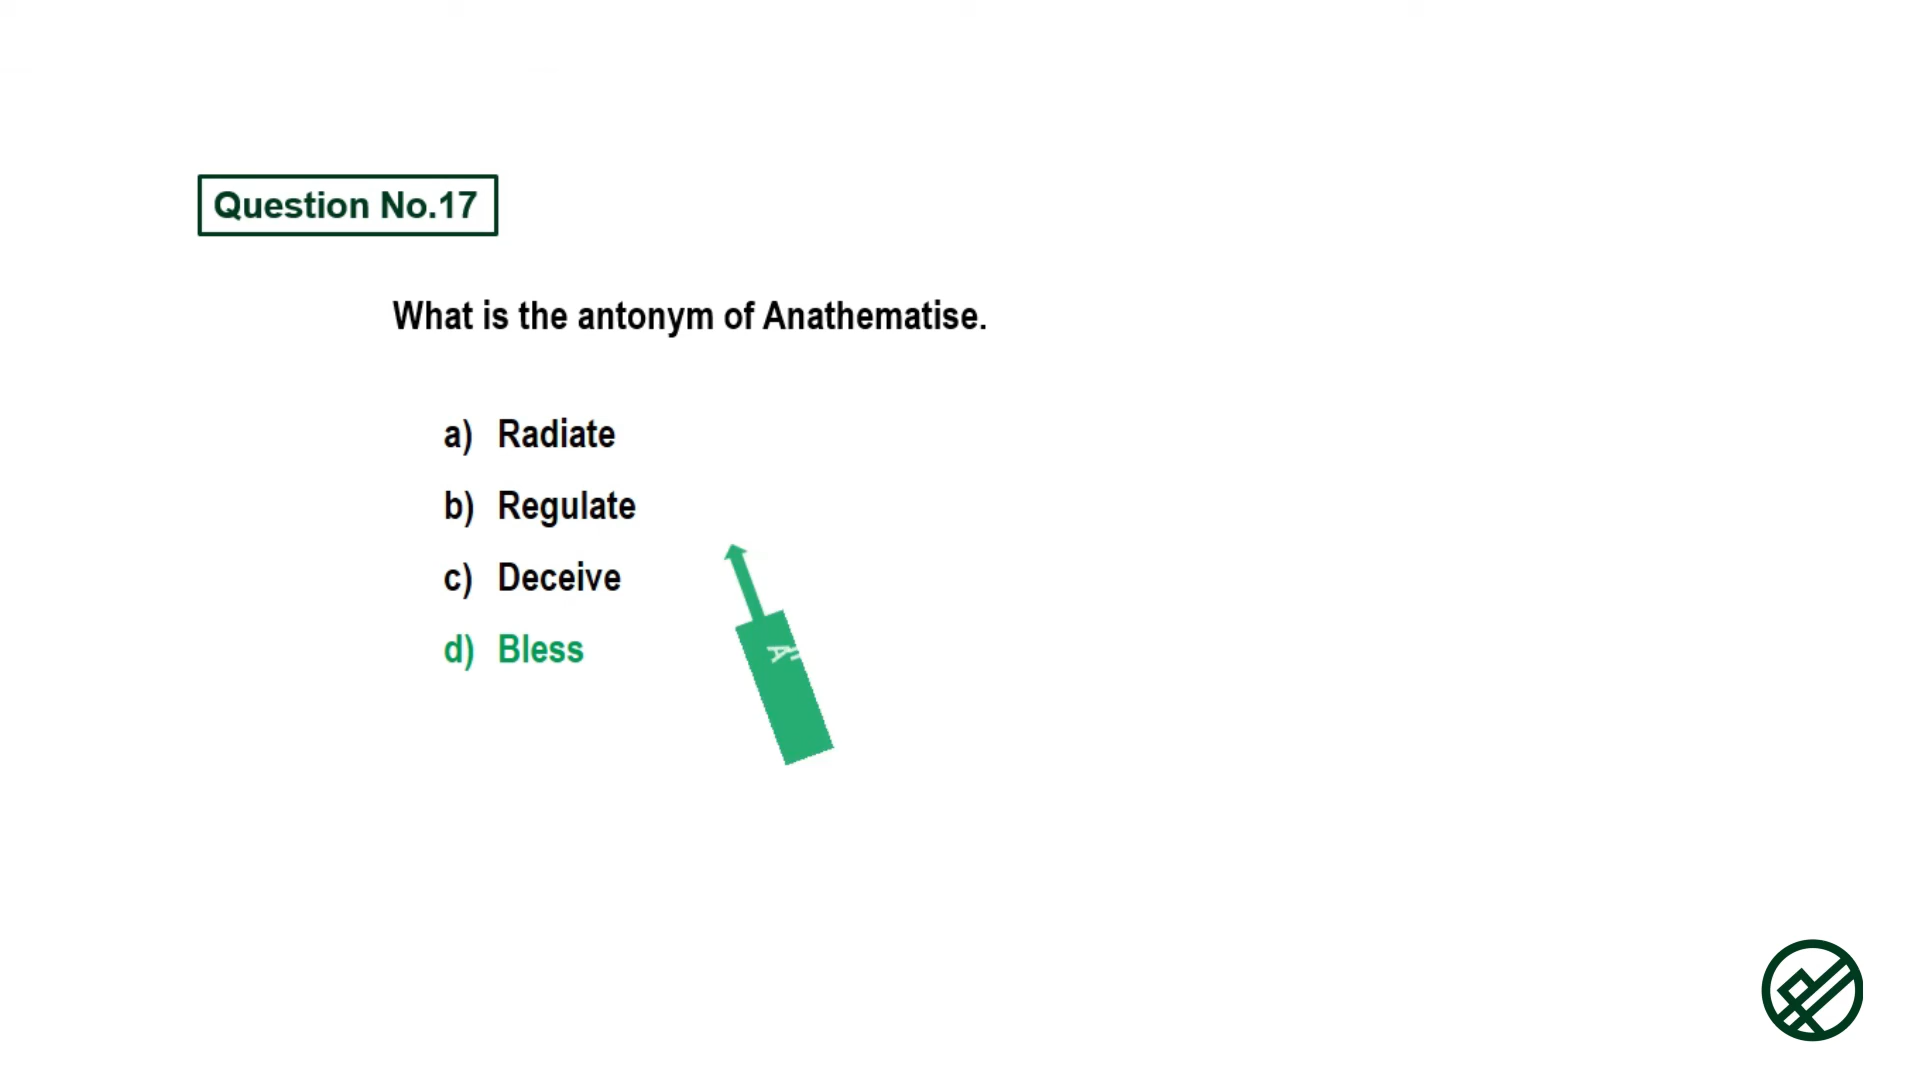 Question No.17
What is the antonym of Anathematise.
a) Radiate
b) Regulate
c) Deceive
d) Bless